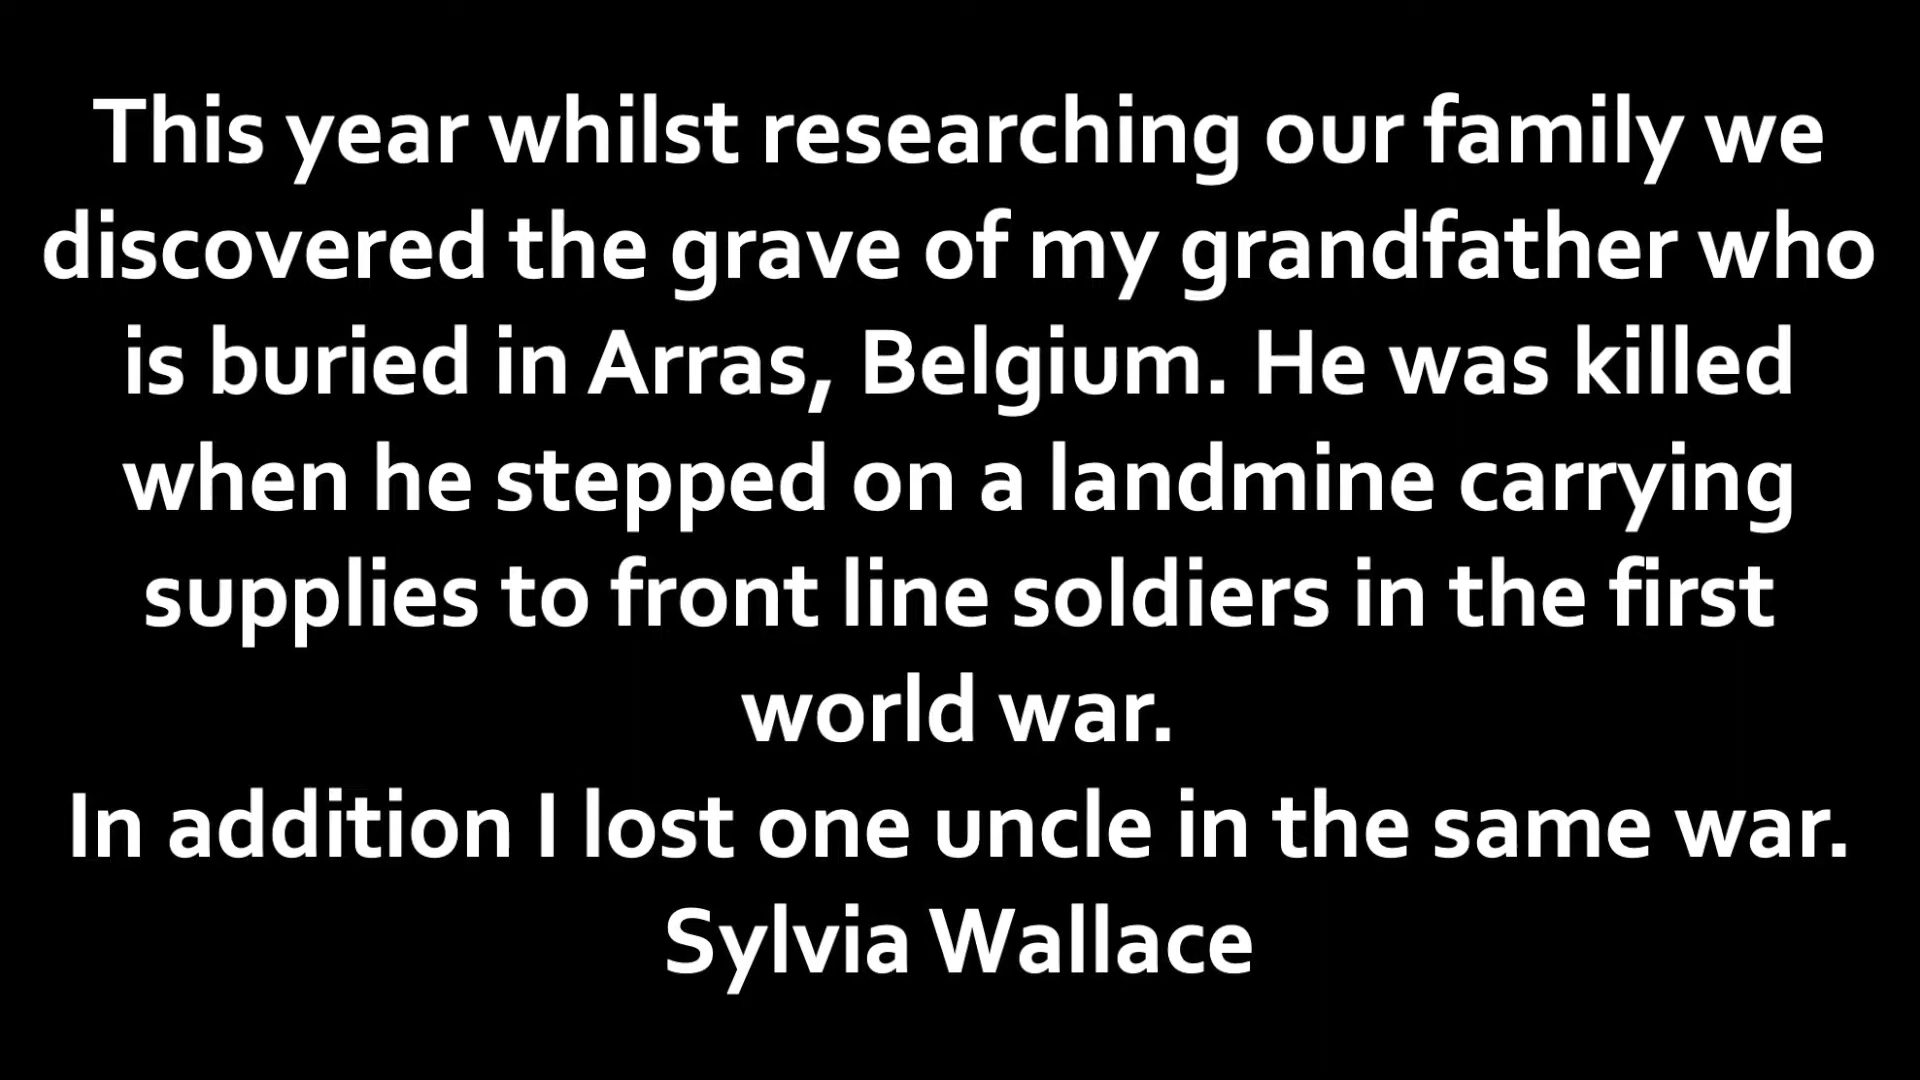 This year whilst researching our family we
discovered the grave of my grandfather who
is buried in Arras, Belgium. He was killed
when he stepped on a landmine carrying
supplies to front line soldiers in the first
world war.
In addition I lost one uncle in the same war.
Sylvia Wallace